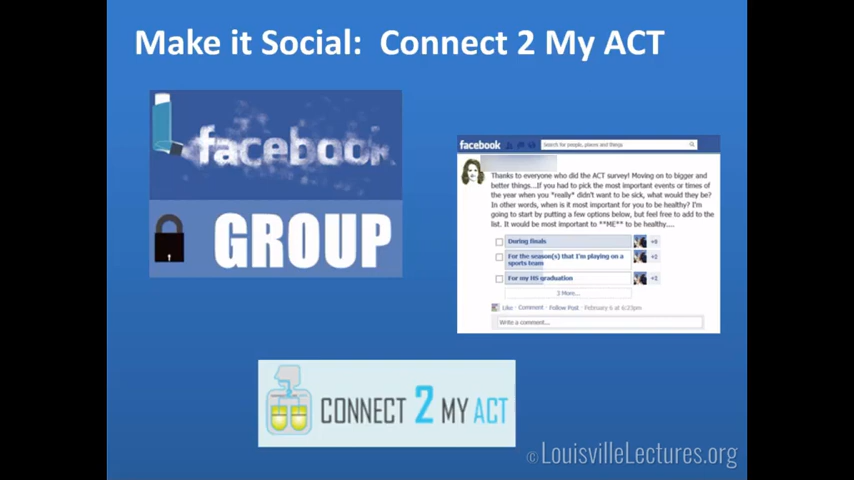 Make it Social: Connect 2 My ACT
facebook
GROUP
facebook Search for people, places and things
Thanks to everyone who did the ACT survey! Moving on to bigger and
better things...If you had to pick the most important events or times of
the year when you *really* didn't want to be sick, what would they be?
In other words, when is it most important for you to be healthy? I'm
going to start by putting a few options below, but feel free to add to the
list. It would be most important to **ME** to be healthy....
During finals
For the season(s) that I'm playing on a +2
sports team
For my HS graduation +2
2 More...
Like · Comment · Follow Post · February 6 at 6:23pm
Write a comment...
CONNECT 2 MY ACT
© LouisvilleLectures.org